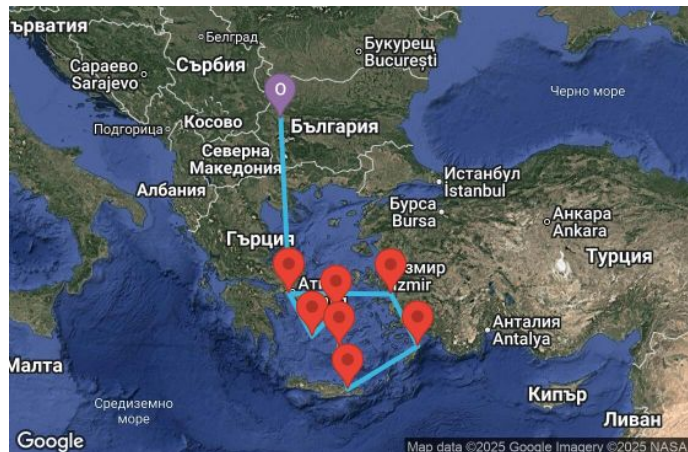 ърватия
Белград
Букурещ
București
Сараево
Sarajevo
Сърбия
Черно море
O
Подгорица
Косово
България
Северна
Македония
Истанбул
İstanbul
Албания
Бурса
Bursa
Анкара
Ankara
Гърция
Турция
Ати
змир
Izmir
Анталия
Antalya
Малта
Средиземно
море
Кипър
Ливан
Google
Map data ©2025 Google Imagery ©2025 NASA